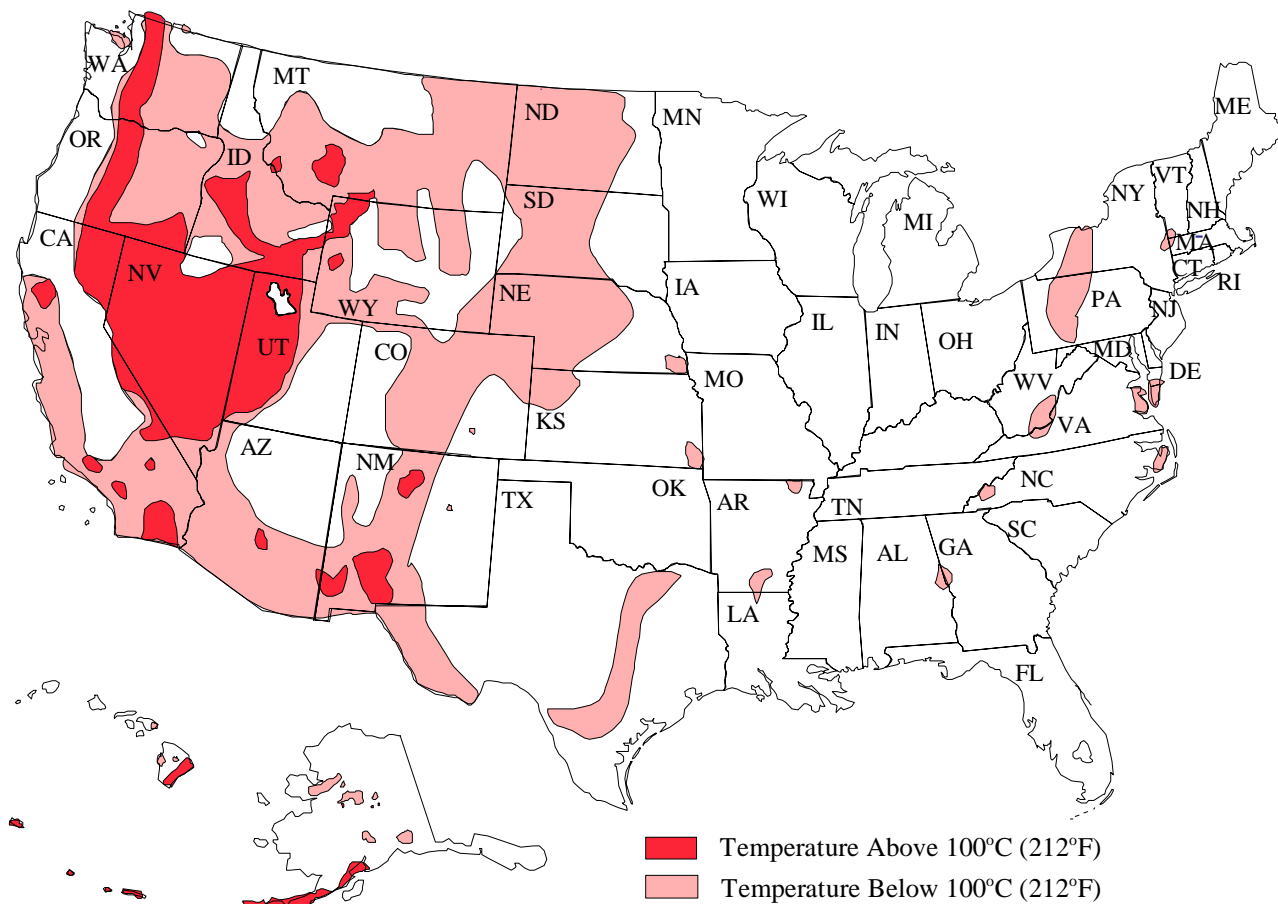 WA
MT
ND
MN
ME
OR
ID
SD
WI
MI
NY
VT
NH
MA
CT
RI
CA
NV
WY
NE
IA
PA
NJ
UT
CO
IL
IN
OH
MD
DE
WV
VA
KS
MO
AZ
NM
TX
OK
AR
TN
NC
SC
MS
AL
GA
LA
FL
Temperature Above 100°C (212°F)
Temperature Below 100°C (212°F)